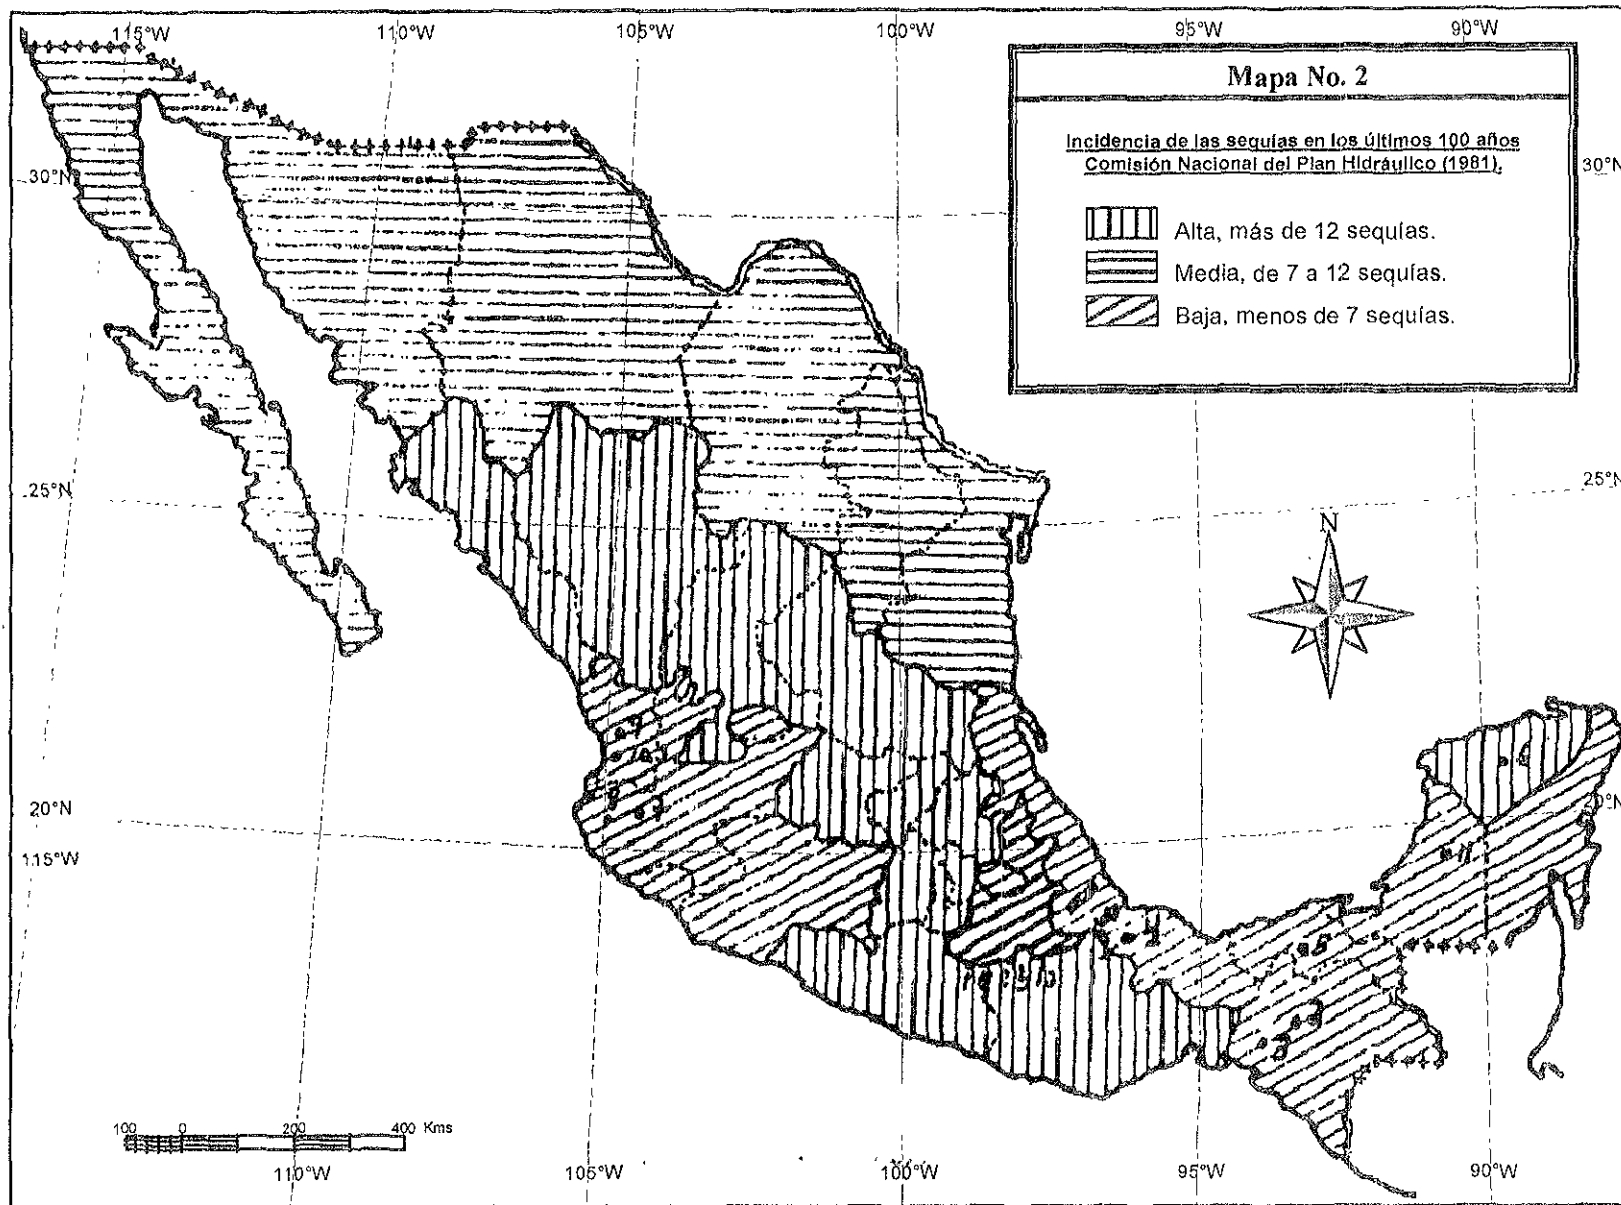 115°W 110°W 105°W 100°W 95°W 90°W
Mapa No. 2
Incidencia de las sequías en los últimos 100 años
Comisión Nacional del Plan Hidráulico (1981).
Alta, más de 12 sequías.
Media, de 7 a 12 sequías.
Baja, menos de 7 sequías.
30°N 30°N
25°N 25°N
N
20°N
115°W
100 0 200 400 Kms
110°W 105°W 100°W 95°W 90°W